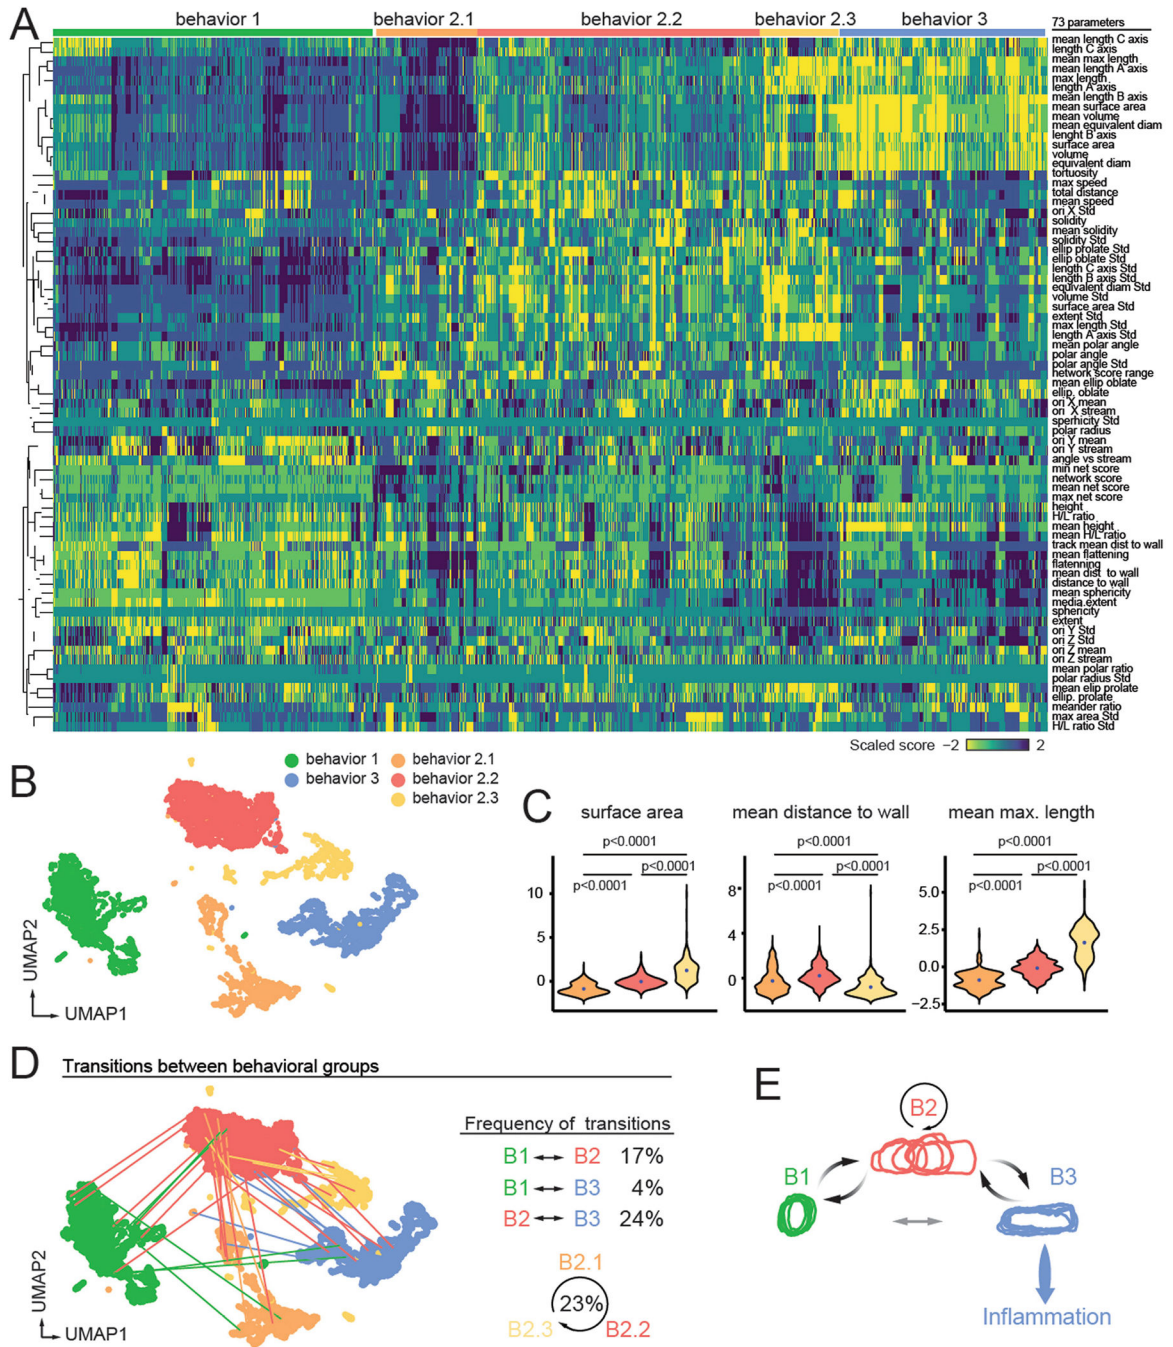 A
behavior 1
behavior 2.1
behavior 2.2
behavior 2.3
behavior 3
73 parameters
mean length C axis
length C axis
mean max length
mean length A axis
max length
length A axis
mean length B axis
mean surface area
mean volume
mean equivalent diam
lenght B axis
surface area
volume
equivalent diam
tortuosity
max speed
total distance
mean speed
ori X Std
solidity
mean solidity
solidity Std
ellip prolate Std
ellip oblate Std
length C axis Std
length B axis Std
equivalent diam Std
volume Std
surface area Std
extent Std
max length Std
length A axis Std
mean polar angle
polar angle
polar angle Std
network score range
mean ellip oblate
ellip. oblate
ori X mean
ori X stream
sperhicity Std
polar radius
ori Y mean
ori Y stream
angle vs stream
min net score
network score
mean net score
max net score
height
H/L ratio
mean height
mean H/L ratio
track mean dist to wall
mean flattening
flatenning
mean dist to wall
distance to wall
mean sphericity
media.extent
sphericity
extent
ori Y Std
ori Z Std
ori Z mean
ori Z stream
mean polar ratio
polar radius Std
mean elip prolate
ellip. prolate
meander ratio
max area Std
H/L ratio Std
Scaled score -2 2
B
behavior 1
behavior 3
behavior 2.1
behavior 2.2
behavior 2.3
UMAP2
UMAP1
C
surface area
p<0.0001
p<0.0001
p<0.0001
10
5
0
mean distance to wall
p<0.0001
p<0.0001
p<0.0001
8
4
0
mean max. length
p<0.0001
p<0.0001
p<0.0001
5.0
2.5
0.0
−2.5
D
Transitions between behavioral groups
UMAP2
UMAP1
Frequency of transitions
B1 B2 17%
B1 B3 4%
B2 B3 24%
B2.1
23%
B2.3 B2.2
E
B2
B1
B3
Inflammation